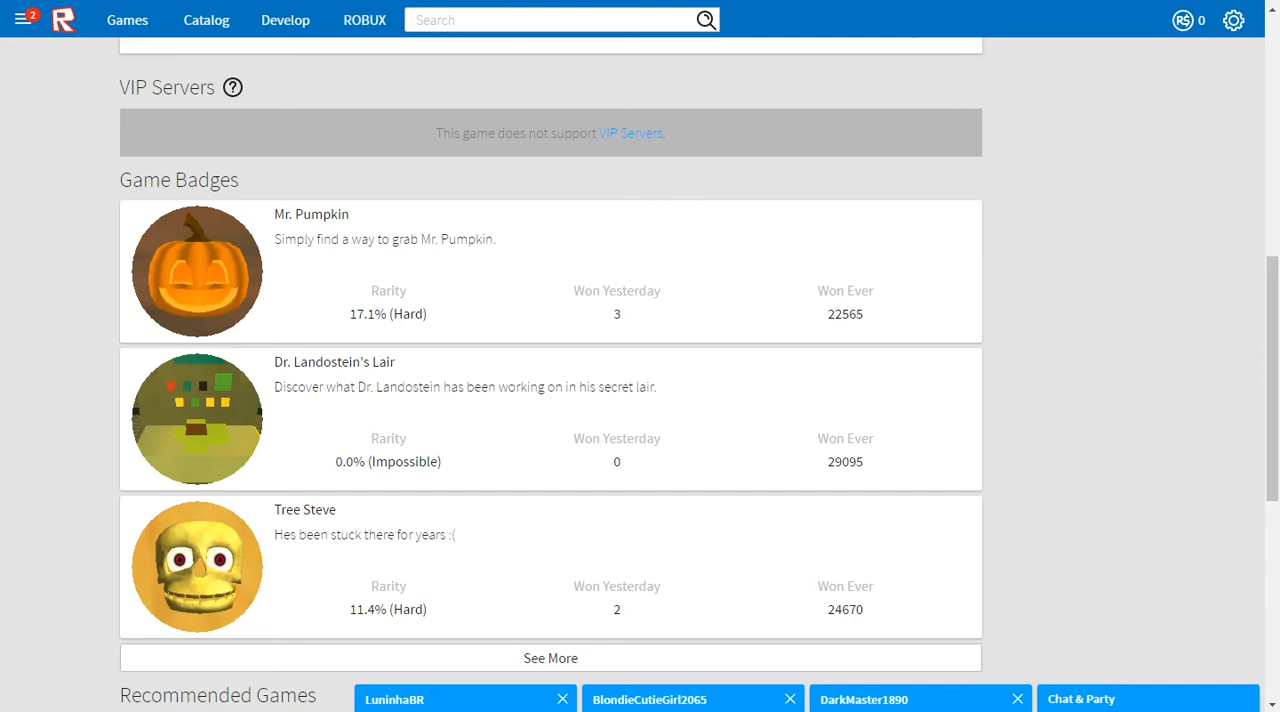 2
Games Catalog Develop ROBUX Search R$ 0
VIP Servers ?
This game does not support VIP Servers.
Game Badges
Mr. Pumpkin
Simply find a way to grab Mr. Pumpkin.
Rarity Won Yesterday Won Ever
17.1% (Hard) 3 22565
Dr. Landostein's Lair
Discover what Dr. Landostein has been working on in his secret lair.
Rarity Won Yesterday Won Ever
0.0% (Impossible) 0 29095
Tree Steve
Hes been stuck there for years :(
Rarity Won Yesterday Won Ever
11.4% (Hard) 2 24670
See More
Recommended Games
LuninhaBR BlondieCutieGirl2065 DarkMaster1890 Chat & Party